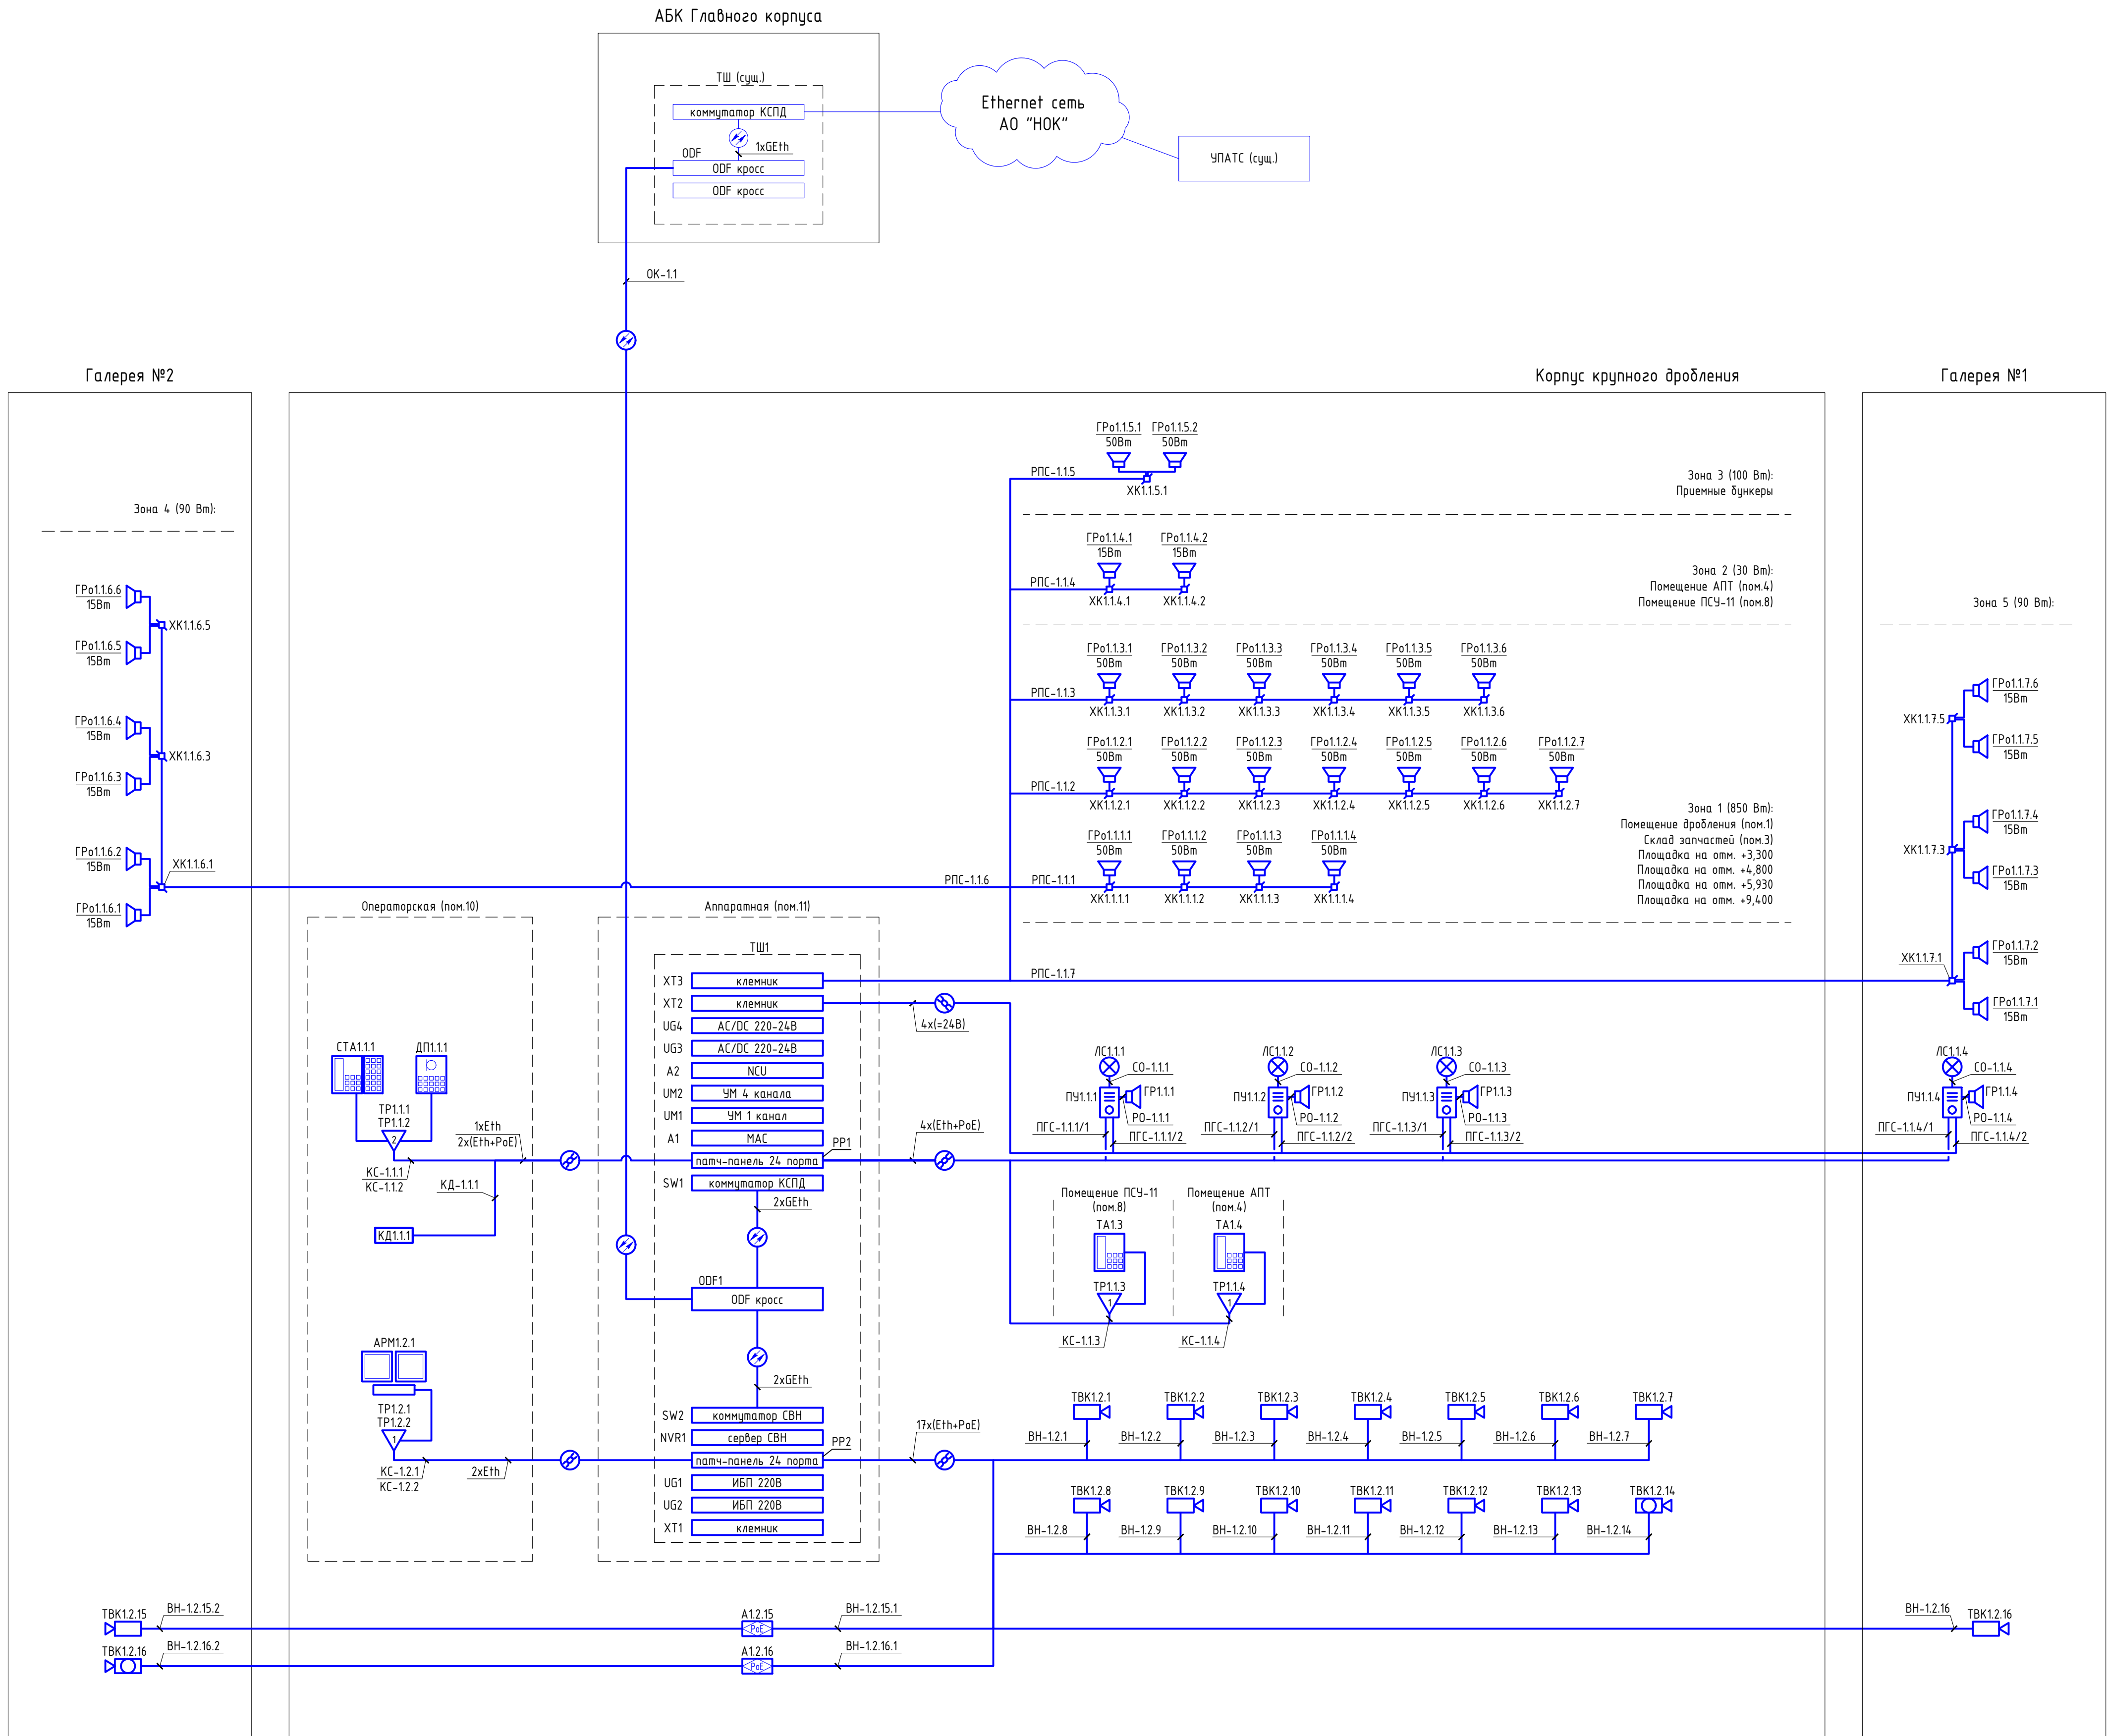 АБК Главного корпуса
ТШ (сущ.)
коммутатор КСПД
1xGEth
ODF
ODF кросс
ODF кросс
Ethernet сеть
АО "НОК"
УПАТС (сущ.)
ОК-1.1
Галерея №2
Зона 4 (90 Вт):
ГРо1.1.6.6
15Вт
ХК1.1.6.5
ГРо1.1.6.5
15Вт
ГРо1.1.6.4
15Вт
ХК1.1.6.3
ГРо1.1.6.3
15Вт
ГРо1.1.6.2
15Вт
ХК1.1.6.1
ГРо1.1.6.1
15Вт
Корпус крупного дробления
ГРо1.1.5.1 ГРо1.1.5.2
50Вт 50Вт
РПС-1.1.5
ХК1.1.5.1
Зона 3 (100 Вт):
Приемные бункеры
ГРо1.1.4.1 ГРо1.1.4.2
15Вт 15Вт
РПС-1.1.4
ХК1.1.4.1 ХК1.1.4.2
Зона 2 (30 Вт):
Помещение АПТ (пом.4)
Помещение ПСУ-11 (пом.8)
ГРо1.1.3.1 ГРо1.1.3.2 ГРо1.1.3.3 ГРо1.1.3.4 ГРо1.1.3.5 ГРо1.1.3.6
50Вт 50Вт 50Вт 50Вт 50Вт 50Вт
РПС-1.1.3
ХК1.1.3.1 ХК1.1.3.2 ХК1.1.3.3 ХК1.1.3.4 ХК1.1.3.5 ХК1.1.3.6
ГРо1.1.2.1 ГРо1.1.2.2 ГРо1.1.2.3 ГРо1.1.2.4 ГРо1.1.2.5 ГРо1.1.2.6 ГРо1.1.2.7
50Вт 50Вт 50Вт 50Вт 50Вт 50Вт 50Вт
РПС-1.1.2
ХК1.1.2.1 ХК1.1.2.2 ХК1.1.2.3 ХК1.1.2.4 ХК1.1.2.5 ХК1.1.2.6 ХК1.1.2.7
ГРо1.1.1.1 ГРо1.1.1.2 ГРо1.1.1.3 ГРо1.1.1.4
50Вт 50Вт 50Вт 50Вт
РПС-1.1.6 РПС-1.1.1
ХК1.1.1.1 ХК1.1.1.2 ХК1.1.1.3 ХК1.1.1.4
Зона 1 (850 Вт):
Помещение дробления (пом.1)
Склад запчастей (пом.3)
Площадка на отм. +3,300
Площадка на отм. +4,800
Площадка на отм. +5,930
Площадка на отм. +9,400
РПС-1.1.7
Галерея №1
Зона 5 (90 Вт):
ГРо1.1.7.6
15Вт
ХК1.1.7.5
ГРо1.1.7.5
15Вт
ГРо1.1.7.4
15Вт
ХК1.1.7.3
ГРо1.1.7.3
15Вт
ГРо1.1.7.2
15Вт
ХК1.1.7.1
ГРо1.1.7.1
15Вт
Операторская (пом.10)
СТА1.1.1 ДП1.1.1
ТР1.1.1
ТР1.1.2
2
1xEth
2x(Eth+PoE)
КС-1.1.1
КС-1.1.2
КД-1.1.1
КД1.1.1
АРМ1.2.1
ТР1.2.1
ТР1.2.2
1
КС-1.2.1
КС-1.2.2
2xEth
Аппаратная (пом.11)
ТШ1
XT3 клемник
XT2 клемник
UG4 AC/DC 220-24В
UG3 AC/DC 220-24В
A2 NCU
UM2 УМ 4 канала
UM1 УМ 1 канал
A1 MAC
патч-панель 24 порта PP1
SW1 коммутатор КСПД
2xGEth
ODF1
ODF кросс
2xGEth
SW2 коммутатор СВН
NVR1 сервер СВН
патч-панель 24 порта PP2
UG1 ИБП 220В
UG2 ИБП 220В
XT1 клемник
4x(=24В)
4x(Eth+PoE)
17x(Eth+PoE)
ЛС1.1.1 ЛС1.1.2 ЛС1.1.3 ЛС1.1.4
СО-1.1.1 СО-1.1.2 СО-1.1.3 СО-1.1.4
ПУ1.1.1 ГР1.1.1 ПУ1.1.2 ГР1.1.2 ПУ1.1.3 ГР1.1.3 ПУ1.1.4 ГР1.1.4
РО-1.1.1 РО-1.1.2 РО-1.1.3 РО-1.1.4
ПГС-1.1.1/1 ПГС-1.1.1/2 ПГС-1.1.2/1 ПГС-1.1.2/2 ПГС-1.1.3/1 ПГС-1.1.3/2 ПГС-1.1.4/1 ПГС-1.1.4/2
Помещение ПСУ-11
(пом.8)
ТА1.3
ТР1.1.3
1
КС-1.1.3
Помещение АПТ
(пом.4)
ТА1.4
ТР1.1.4
1
КС-1.1.4
ТВК1.2.1 ТВК1.2.2 ТВК1.2.3 ТВК1.2.4 ТВК1.2.5 ТВК1.2.6 ТВК1.2.7
ВН-1.2.1 ВН-1.2.2 ВН-1.2.3 ВН-1.2.4 ВН-1.2.5 ВН-1.2.6 ВН-1.2.7
ТВК1.2.8 ТВК1.2.9 ТВК1.2.10 ТВК1.2.11 ТВК1.2.12 ТВК1.2.13 ТВК1.2.14
ВН-1.2.8 ВН-1.2.9 ВН-1.2.10 ВН-1.2.11 ВН-1.2.12 ВН-1.2.13 ВН-1.2.14
ТВК1.2.15 ВН-1.2.15.2 А1.2.15 PoE ВН-1.2.15.1 ВН-1.2.16 ТВК1.2.16
ТВК1.2.16 ВН-1.2.16.2 А1.2.16 PoE ВН-1.2.16.1